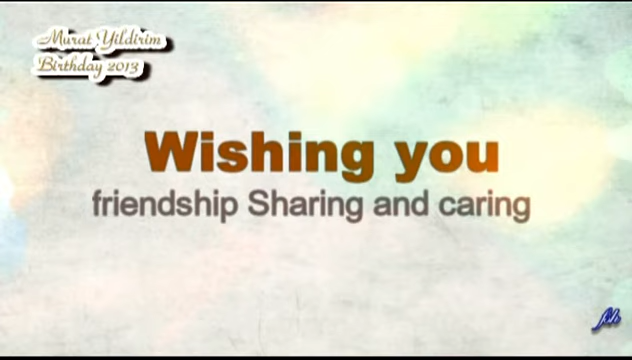 Murat Yildirim
Birthday 2013
Wishing you
friendship Sharing and caring